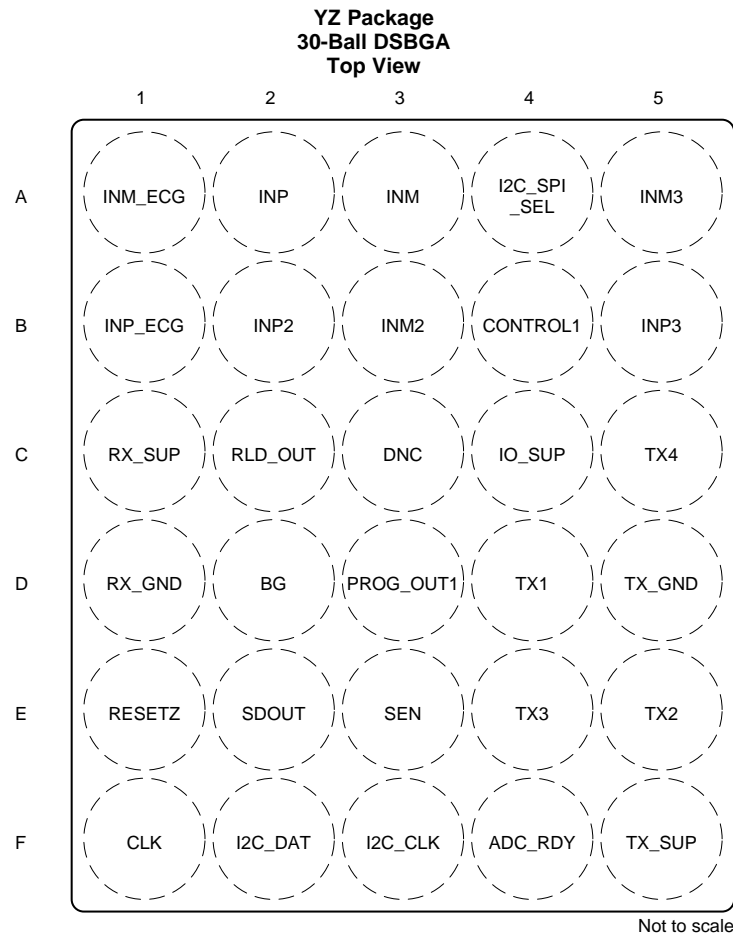 YZ Package
30-Ball DSBGA
Top View
1 2 3 4 5
A INM_ECG INP INM I2C_SPI
_SEL INM3
B INP_ECG INP2 INM2 CONTROL1 INP3
C RX_SUP RLD_OUT DNC IO_SUP TX4
D RX_GND BG PROG_OUT1 TX1 TX_GND
E RESETZ SDOUT SEN TX3 TX2
F CLK I2C_DAT I2C_CLK ADC_RDY TX_SUP
Not to scale